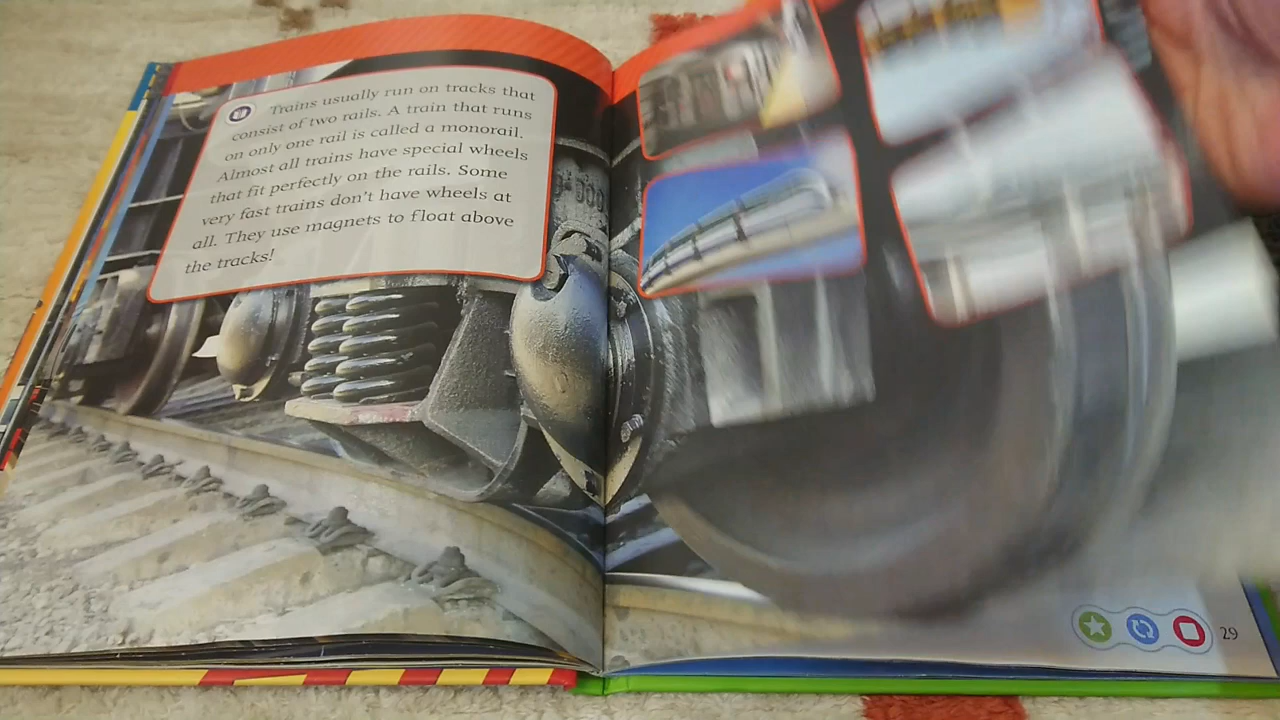 Trains usually run on tracks that
consist of two rails. A train that runs
on only one rail is called a monorail.
Almost all trains have special wheels
that fit perfectly on the rails. Some
very fast trains don't have wheels at
all. They use magnets to float above
the tracks!
29